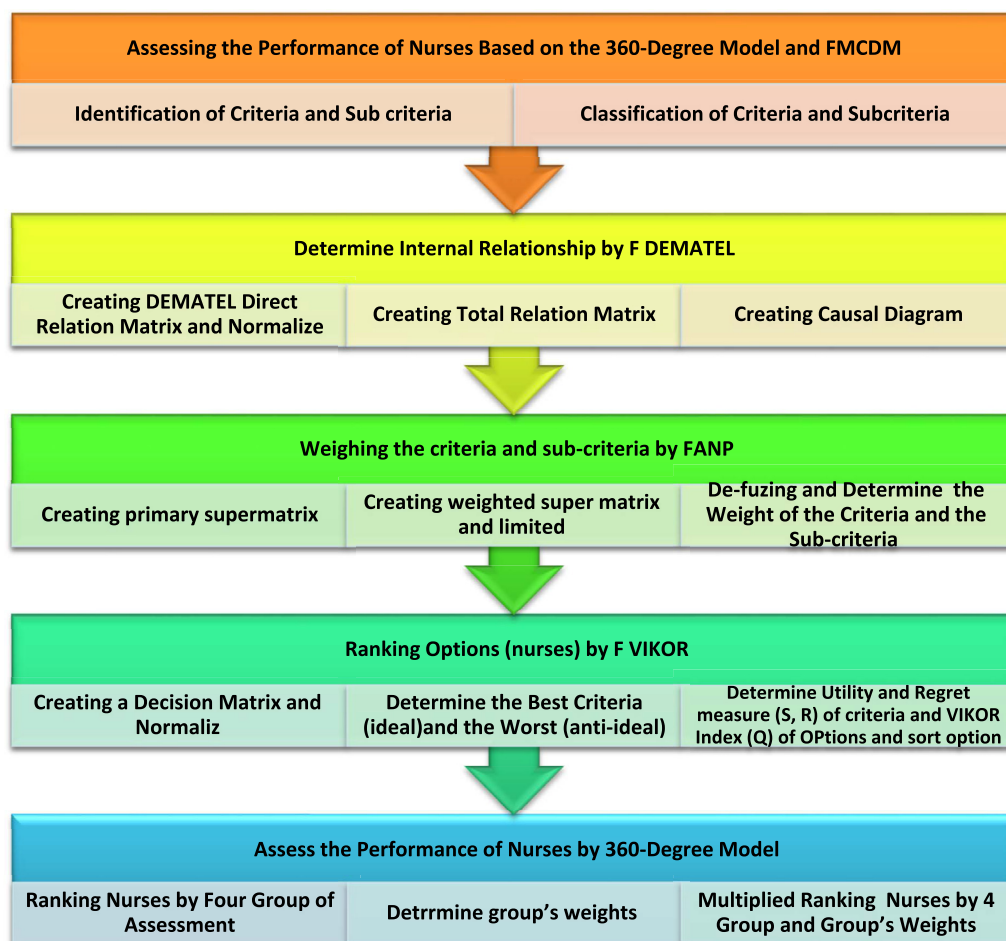 Assessing the Performance of Nurses Based on the 360-Degree Model and FMCDM
Identification of Criteria and Sub criteria
Classification of Criteria and Subcriteria
Determine Internal Relationship by F DEMATEL
Creating DEMATEL Direct
Relation Matrix and Normalize
Creating Total Relation Matrix
Creating Causal Diagram
Weighing the criteria and sub-criteria by FANP
Creating primary supermatrix
Creating weighted super matrix
and limited
De-fuzing and Determine the
Weight of the Criteria and the
Sub-criteria
Ranking Options (nurses) by F VIKOR
Creating a Decision Matrix and
Normaliz
Determine the Best Criteria
(ideal)and the Worst (anti-ideal)
Determine Utility and Regret
measure (S, R) of criteria and VIKOR
Index (Q) of OPtions and sort option
Assess the Performance of Nurses by 360-Degree Model
Ranking Nurses by Four Group of
Assessment
Detrrmine group's weights
Multiplied Ranking Nurses by 4
Group and Group's Weights